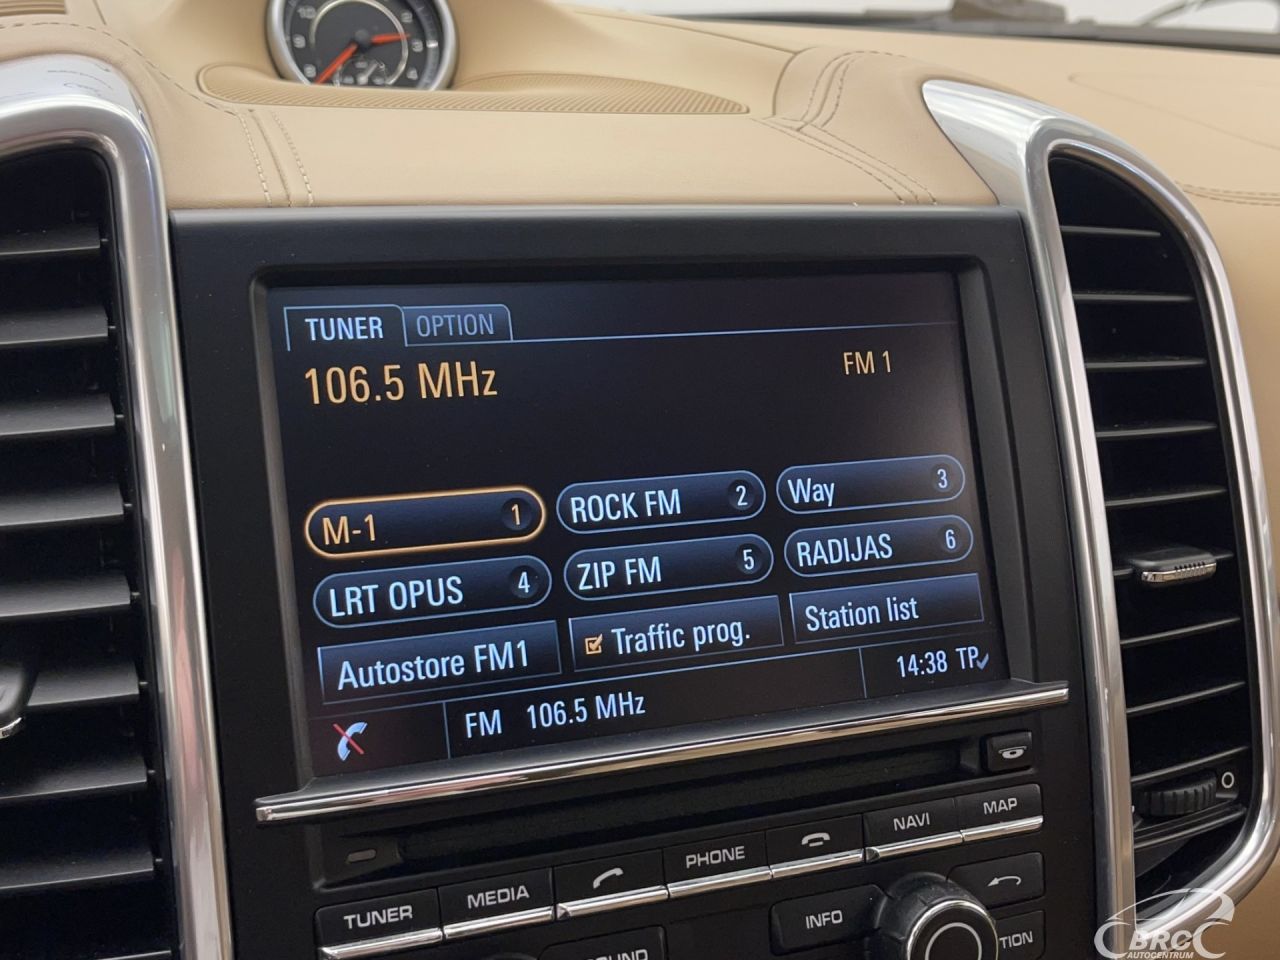 TUNER OPTION
106.5 MHz FM 1
M-1 1 ROCK FM 2 Way 3
LRT OPUS 4 ZIP FM 5 RADIJAS 6
Autostore FM1 Traffic prog. Station list
FM 106.5 MHz 14:38 TP
TUNER MEDIA PHONE NAVI MAP
INFO
BRC
AUTOCENTRUM